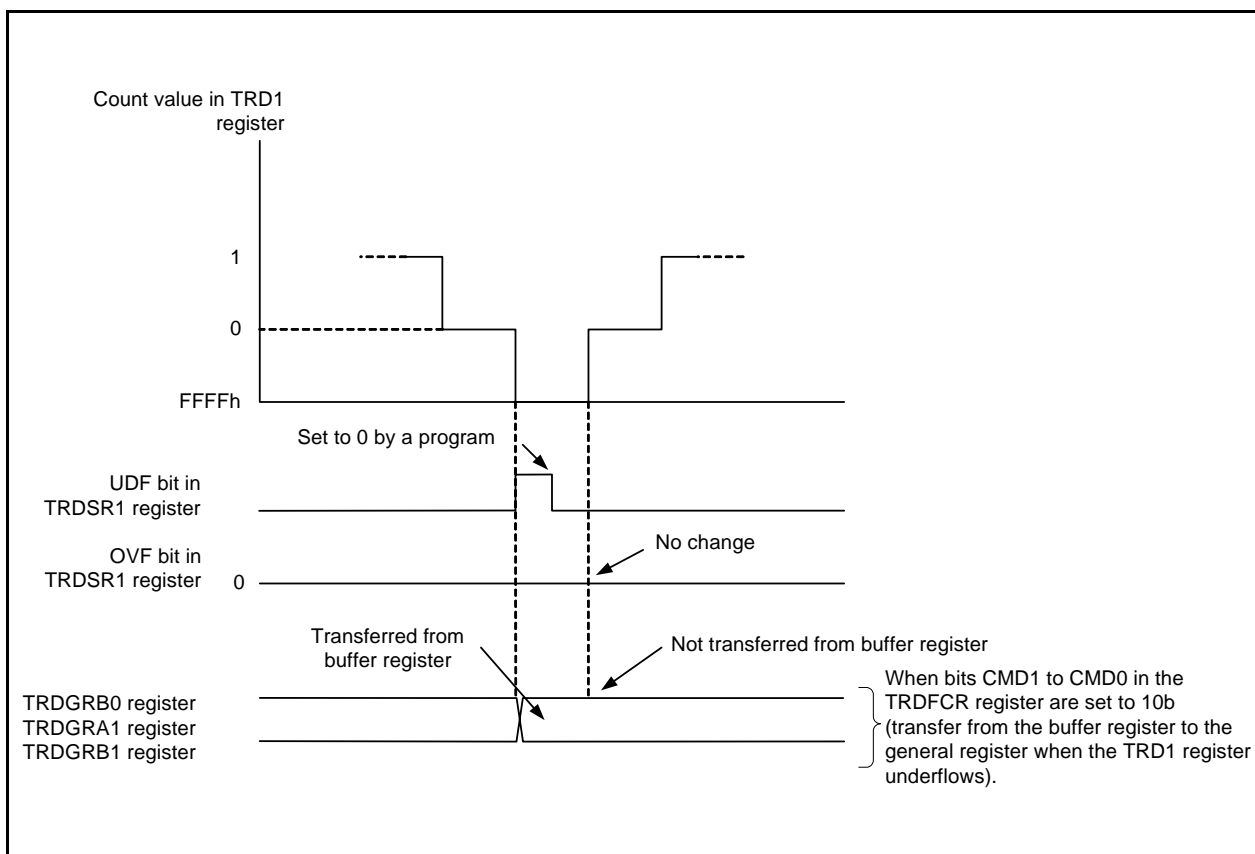 Count value in TRD1
register
1
0
FFFFh
Set to 0 by a program
UDF bit in
TRDSR1 register
No change
OVF bit in
TRDSR1 register
0
Transferred from
buffer register
Not transferred from buffer register
TRDGRB0 register
TRDGRA1 register
TRDGRB1 register
When bits CMD1 to CMD0 in the
TRDFCR register are set to 10b
(transfer from the buffer register to the
general register when the TRD1 register
underflows).